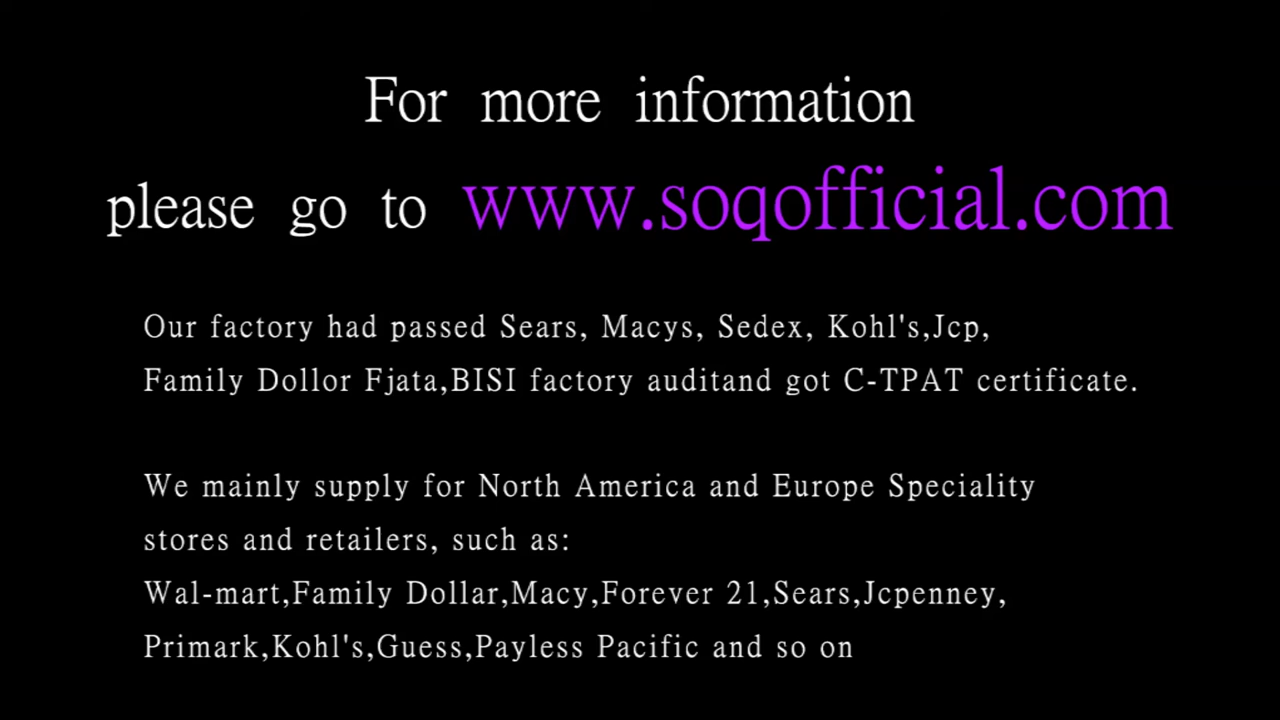 For more information
please go to www.soqofficial.com
Our factory had passed Sears, Macys, Sedex, Kohl's,Jcp,
Family Dollor Fjata,BISI factory auditand got C-TPAT certificate.
We mainly supply for North America and Europe Speciality
stores and retailers, such as:
Wal-mart,Family Dollar,Macy,Forever 21,Sears,Jcpenney,
Primark,Kohl's,Guess,Payless Pacific and so on